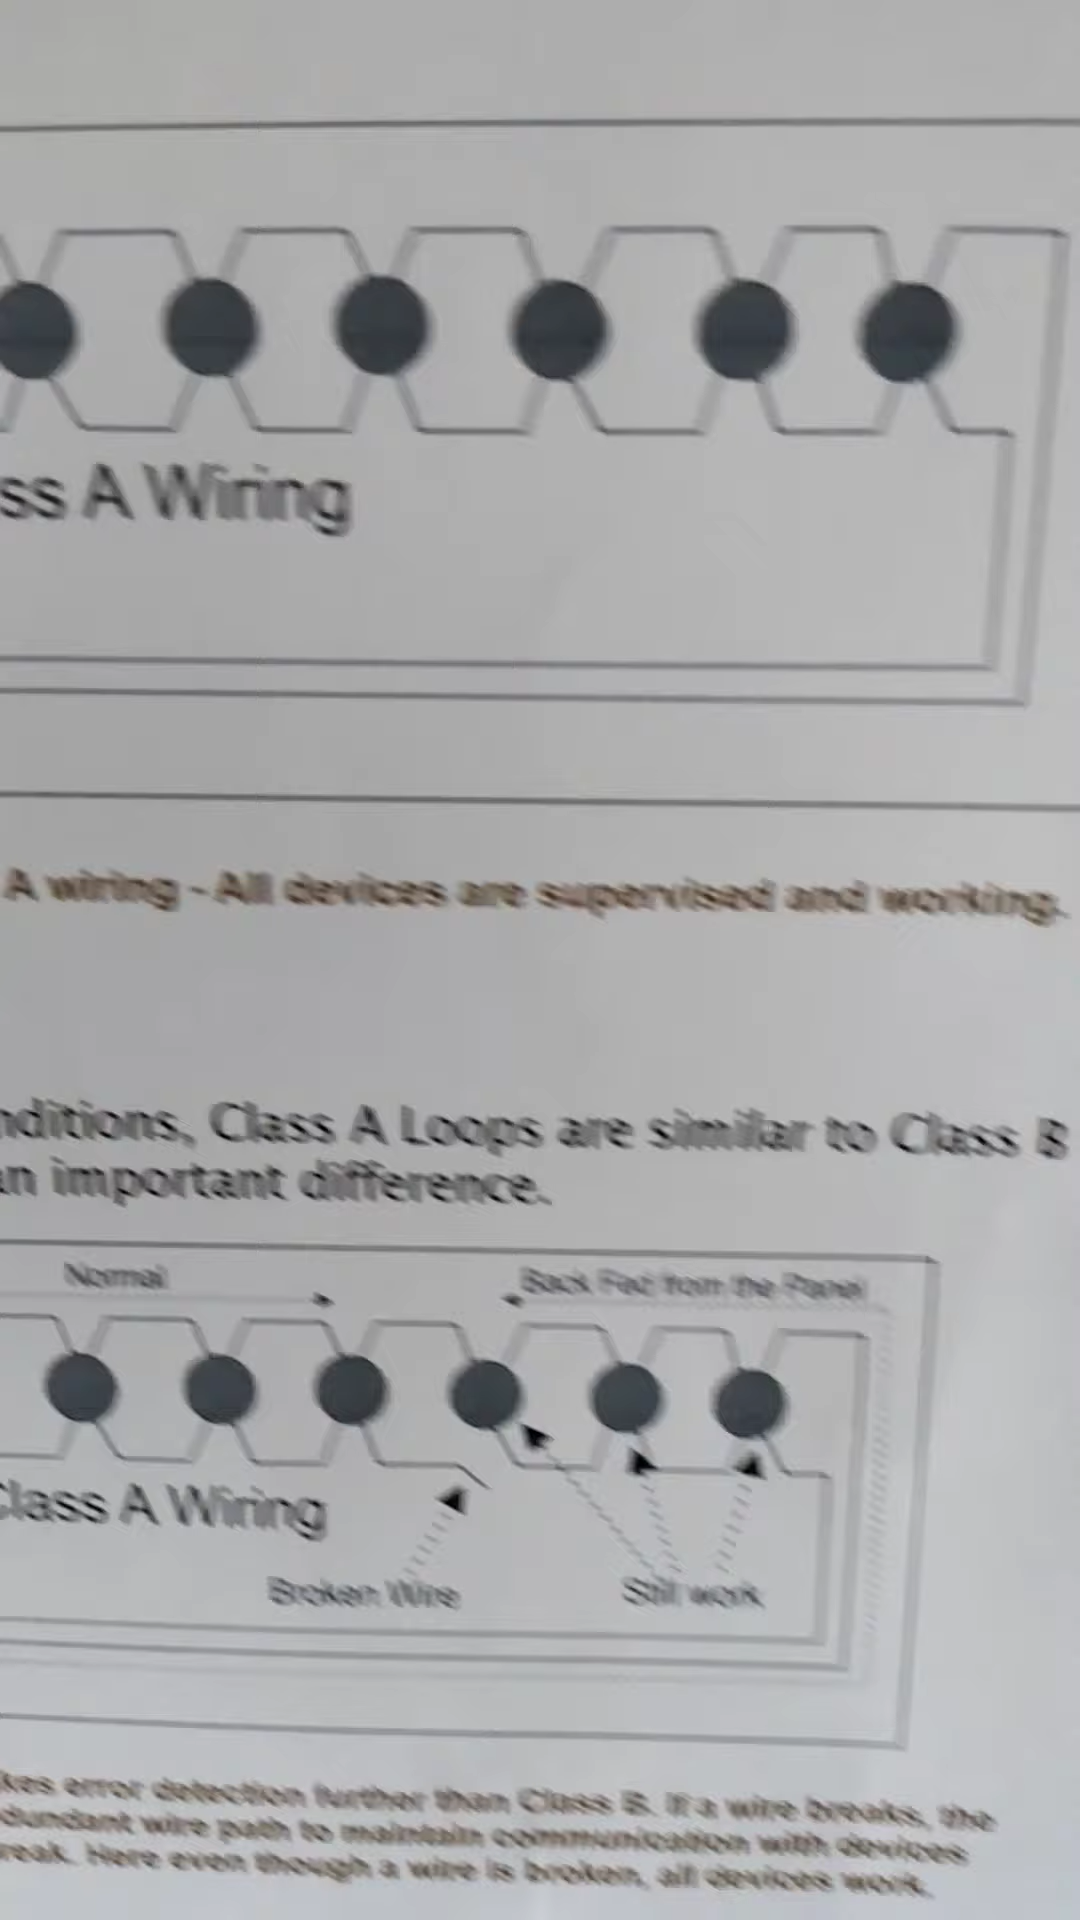 ss A Wiring
A wiring - All devices are supervised and working.
nditions, Class A Loops are similar to Class B
an important difference.
Normal
Back Fed from the Panel
Class A Wiring
Broken Wire
Still work
kes error detection further than Class B. If a wire breaks, the
dundant wire path to maintain communication with devices
reak. Here even though a wire is broken, all devices work.